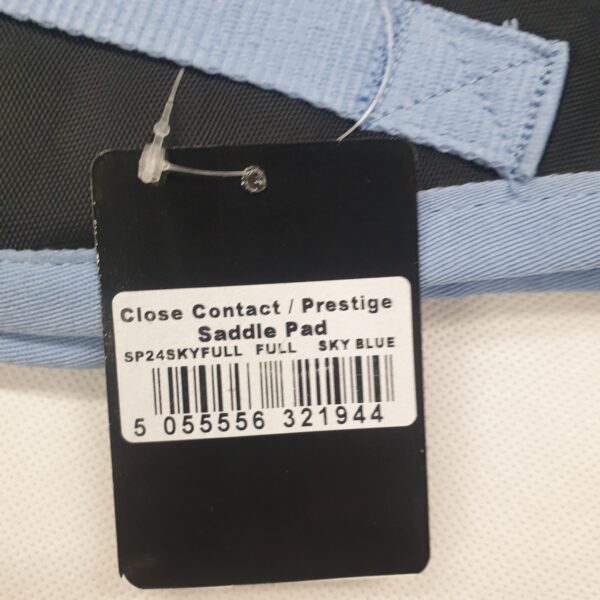 Close Contact / Prestige
Saddle Pad
SP24SKYFULL FULL SKY BLUE
5 055556 321944